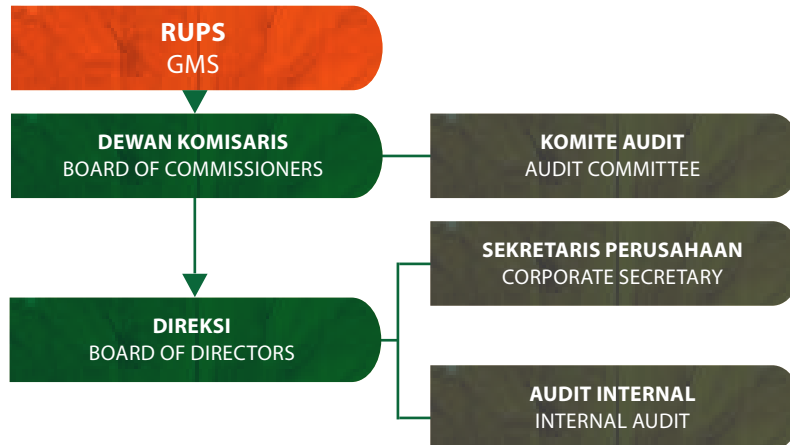 RUPS
GMS
DEWAN KOMISARIS
BOARD OF COMMISSIONERS
KOMITE AUDIT
AUDIT COMMITTEE
SEKRETARIS PERUSAHAAN
CORPORATE SECRETARY
DIREKSI
BOARD OF DIRECTORS
AUDIT INTERNAL
INTERNAL AUDIT